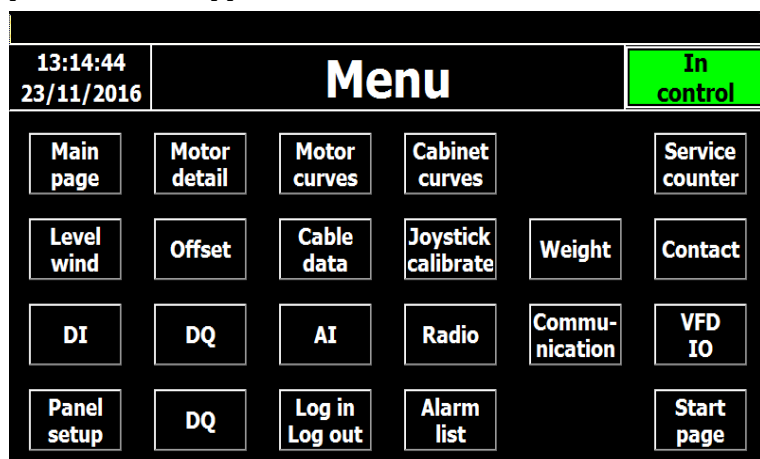 13:14:44
23/11/2016
Menu
In
control
Main
page
Motor
detail
Motor
curves
Cabinet
curves
Service
counter
Level
wind
Offset
Cable
data
Joystick
calibrate
Weight
Contact
DI
DQ
AI
Radio
Commu-
nication
VFD
IO
Panel
setup
DQ
Log in
Log out
Alarm
list
Start
page